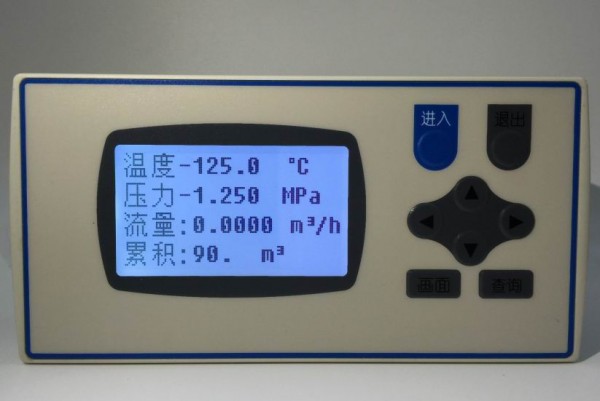 温度-125.0 °C
压力-1.250 MPa
流量:0.0000 m³/h
累积:90. m³
进入
退出
画面
查询